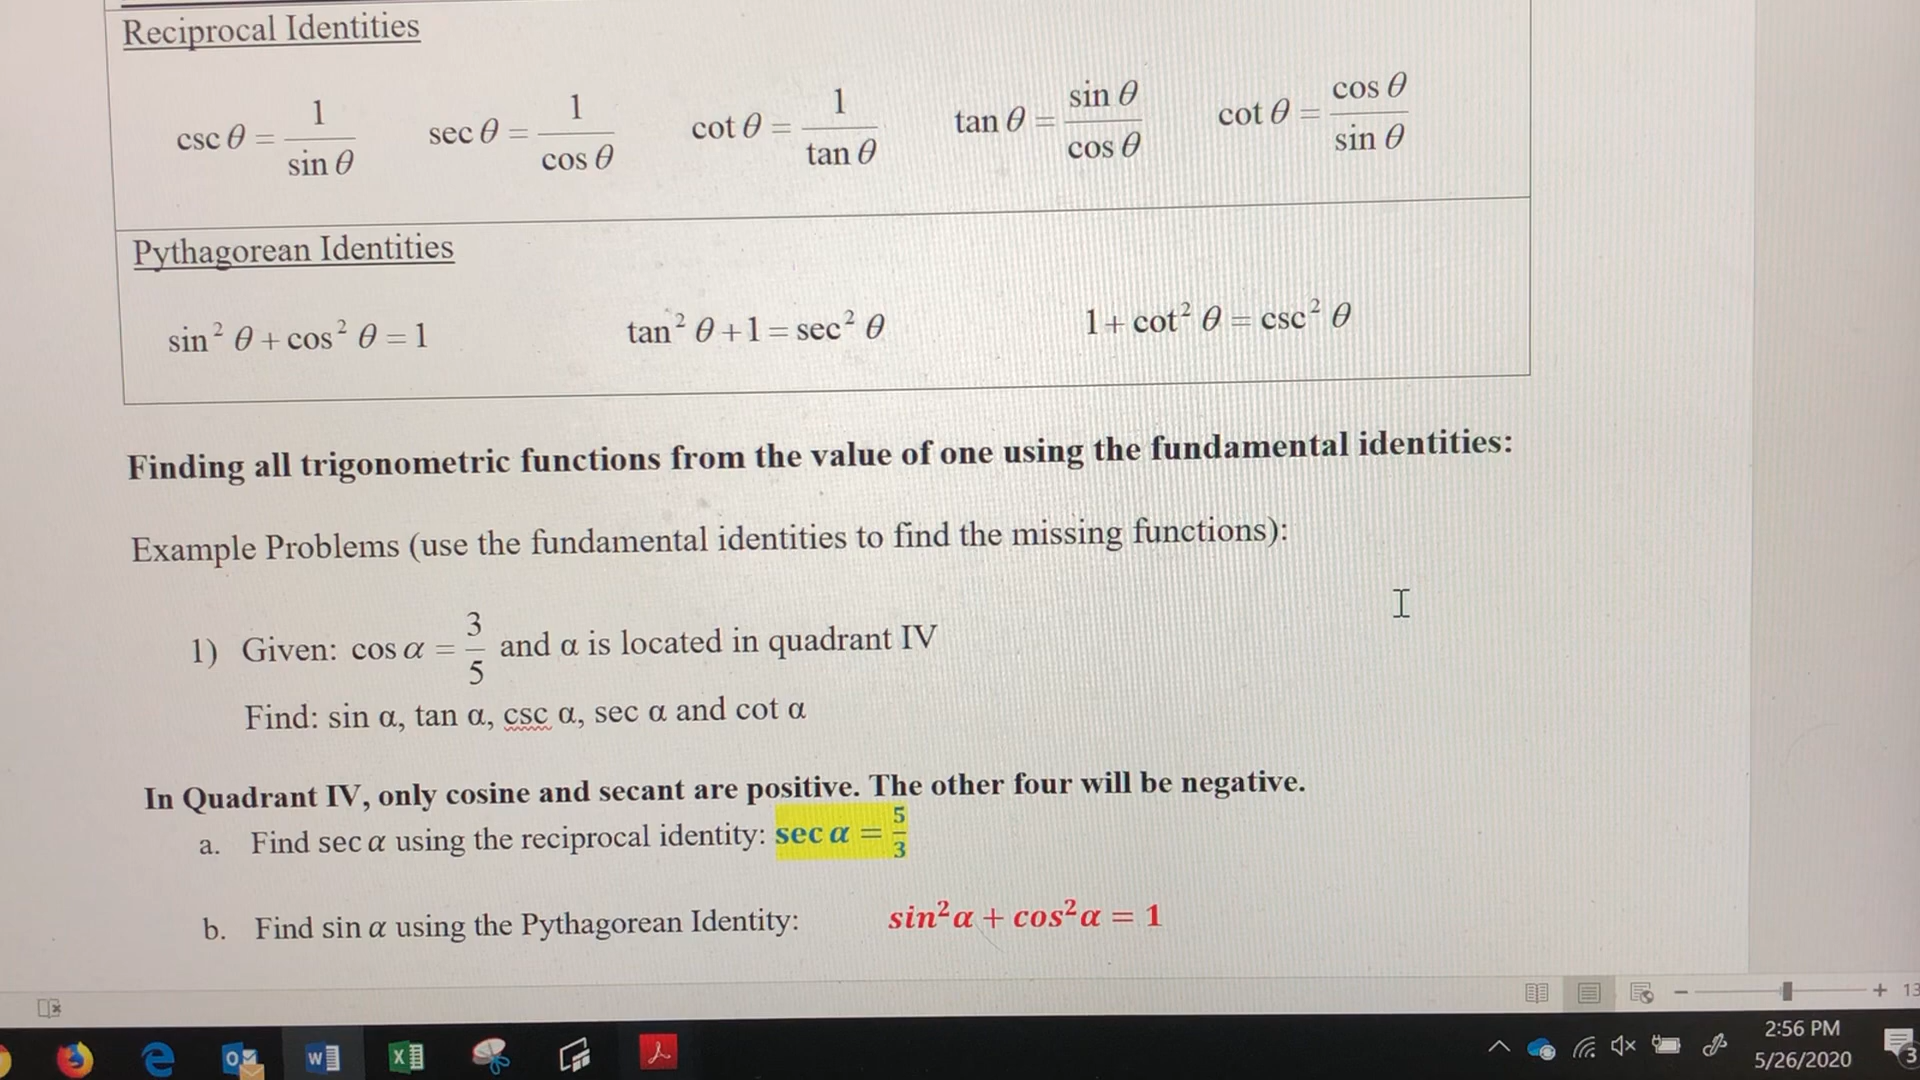 Reciprocal Identities
csc θ = 1/sin θ sec θ = 1/cos θ cot θ = 1/tan θ tan θ = sin θ/cos θ cot θ = cos θ/sin θ
Pythagorean Identities
sin² θ + cos² θ = 1 tan² θ + 1 = sec² θ 1 + cot² θ = csc² θ
Finding all trigonometric functions from the value of one using the fundamental identities:
Example Problems (use the fundamental identities to find the missing functions):
1) Given: cos α = 3/5 and α is located in quadrant IV
Find: sin α, tan α, csc α, sec α and cot α
In Quadrant IV, only cosine and secant are positive. The other four will be negative.
a. Find sec α using the reciprocal identity: sec α = 5/3
b. Find sin α using the Pythagorean Identity: sin²α + cos²α = 1
− + 13
2:56 PM
5/26/2020
3